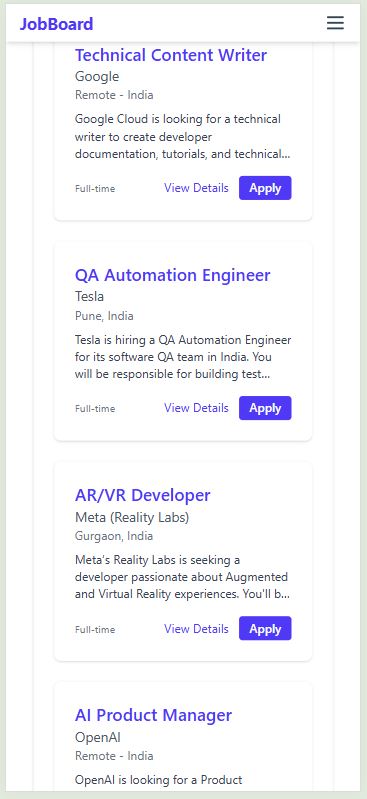 JobBoard
Technical Content Writer
Google
Remote - India
Google Cloud is looking for a technical
writer to create developer
documentation, tutorials, and technical...
Full-time View Details Apply
QA Automation Engineer
Tesla
Pune, India
Tesla is hiring a QA Automation Engineer
for its software QA team in India. You
will be responsible for building test...
Full-time View Details Apply
AR/VR Developer
Meta (Reality Labs)
Gurgaon, India
Meta's Reality Labs is seeking a
developer passionate about Augmented
and Virtual Reality experiences. You'll b...
Full-time View Details Apply
AI Product Manager
OpenAI
Remote - India
OpenAI is looking for a Product